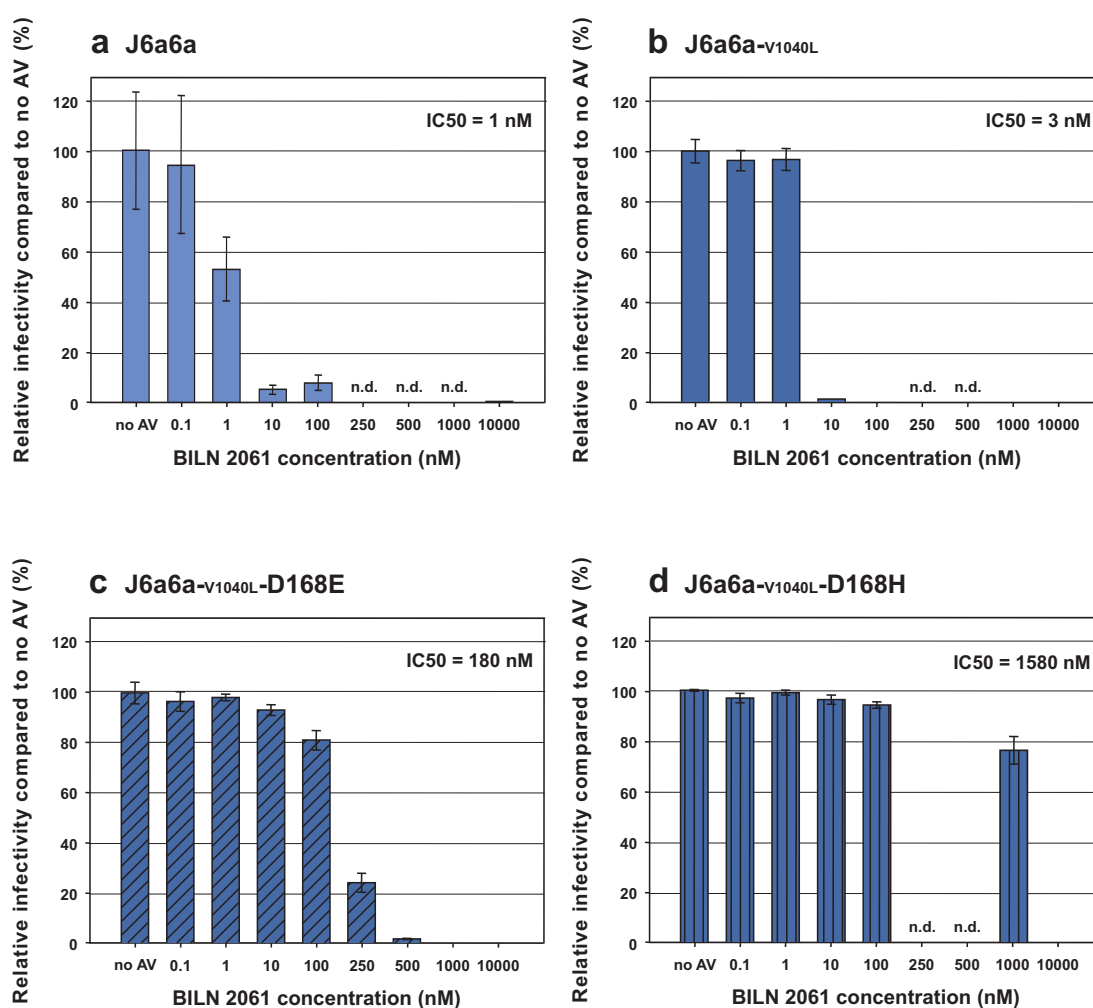 a J6a6a
Relative infectivity compared to no AV (%)
IC50 = 1 nM
120
100
80
60
40
20
0
n.d. n.d. n.d.
no AV 0.1 1 10 100 250 500 1000 10000
BILN 2061 concentration (nM)
b J6a6a-V1040L
Relative infectivity compared to no AV (%)
IC50 = 3 nM
120
100
80
60
40
20
0
n.d. n.d.
no AV 0.1 1 10 100 250 500 1000 10000
BILN 2061 concentration (nM)
c J6a6a-V1040L-D168E
Relative infectivity compared to no AV (%)
IC50 = 180 nM
120
100
80
60
40
20
0
no AV 0.1 1 10 100 250 500 1000 10000
BILN 2061 concentration (nM)
d J6a6a-V1040L-D168H
Relative infectivity compared to no AV (%)
IC50 = 1580 nM
120
100
80
60
40
20
0
n.d. n.d.
no AV 0.1 1 10 100 250 500 1000 10000
BILN 2061 concentration (nM)